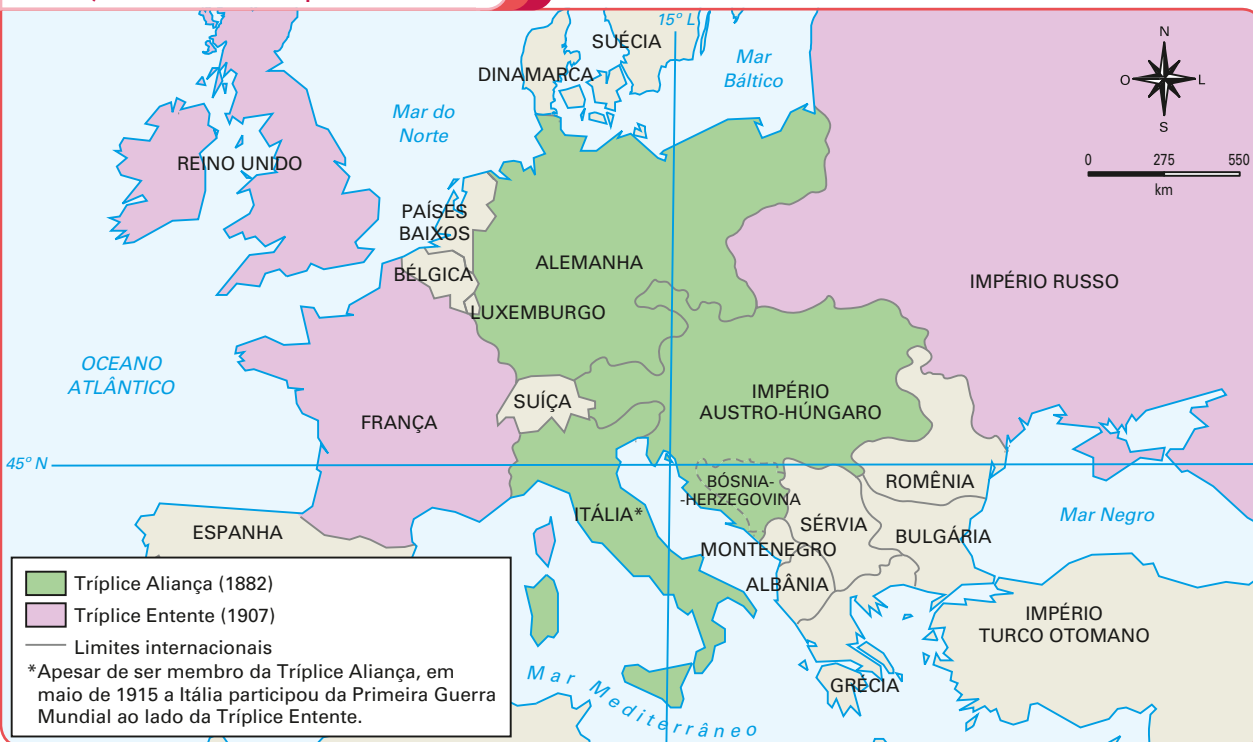 15º L
SUÉCIA
DINAMARCA
Mar
Báltico
Mar do
Norte
N
O
L
S
0 275 550
km
REINO UNIDO
PAÍSES
BAIXOS
BÉLGICA
ALEMANHA
LUXEMBURGO
IMPÉRIO RUSSO
OCEANO
ATLÂNTICO
FRANÇA
SUÍÇA
IMPÉRIO
AUSTRO-HÚNGARO
45º N
BÓSNIA-
-HERZEGOVINA
ROMÊNIA
ITÁLIA*
SÉRVIA
Mar Negro
ESPANHA
BULGÁRIA
MONTENEGRO
ALBÂNIA
IMPÉRIO
TURCO OTOMANO
GRÉCIA
Mar Mediterrâneo
Tríplice Aliança (1882)
Tríplice Entente (1907)
Limites internacionais
*Apesar de ser membro da Tríplice Aliança, em
maio de 1915 a Itália participou da Primeira Guerra
Mundial ao lado da Tríplice Entente.